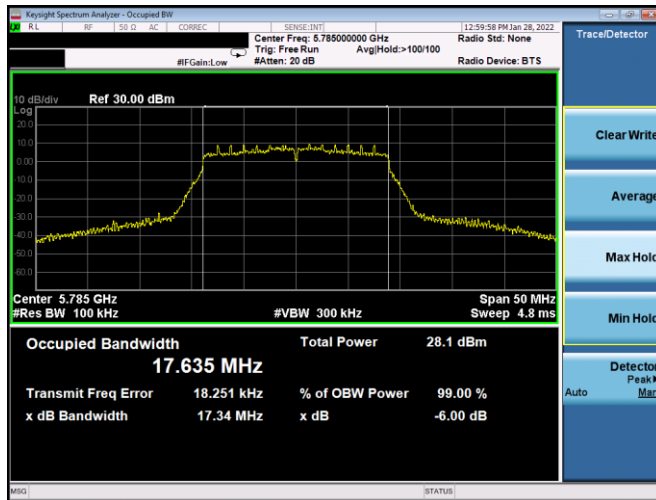 Keysight Spectrum Analyzer - Occupied BW
RL RF 50 Ω AC CORREC SENSE:INT 12:59:58 PM Jan 28, 2022
Center Freq: 5.785000000 GHz Radio Std: None
Trig: Free Run Avg|Hold:>100/100
#IFGain:Low #Atten: 20 dB Radio Device: BTS
Trace/Detector
10 dB/div Ref 30.00 dBm
Log
20.0
10.0
0.00
-10.0
-20.0
-30.0
-40.0
-50.0
-60.0
Center 5.785 GHz Span 50 MHz
#Res BW 100 kHz #VBW 300 kHz Sweep 4.8 ms
Occupied Bandwidth Total Power 28.1 dBm
17.635 MHz
Transmit Freq Error 18.251 kHz % of OBW Power 99.00 %
x dB Bandwidth 17.34 MHz x dB -6.00 dB
Clear Write
Average
Max Hold
Min Hold
Detector
Peak
Auto Man
MSG STATUS